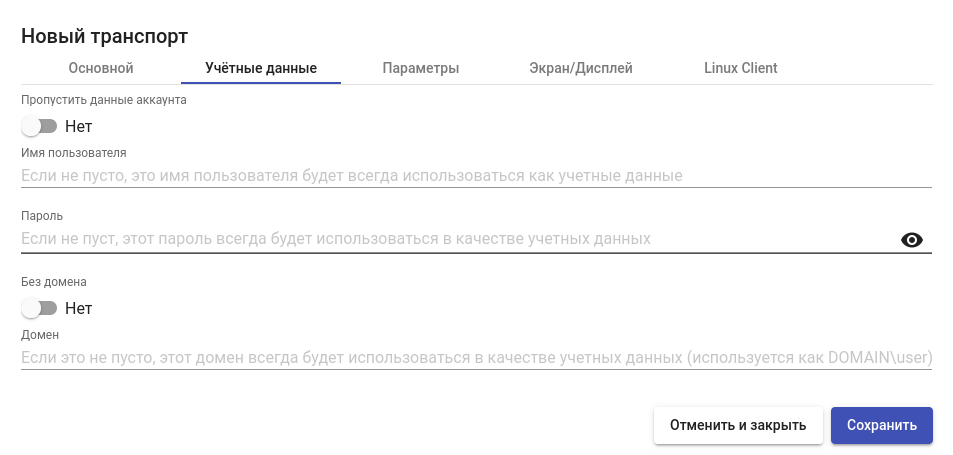 Новый транспорт
Основной Учётные данные Параметры Экран/Дисплей Linux Client
Пропустить данные аккаунта
Нет
Имя пользователя
Если не пусто, это имя пользователя будет всегда использоваться как учетные данные
Пароль
Если не пуст, этот пароль всегда будет использоваться в качестве учетных данных
Без домена
Нет
Домен
Если это не пусто, этот домен всегда будет использоваться в качестве учетных данных (используется как DOMAIN\user)
Отменить и закрыть Сохранить